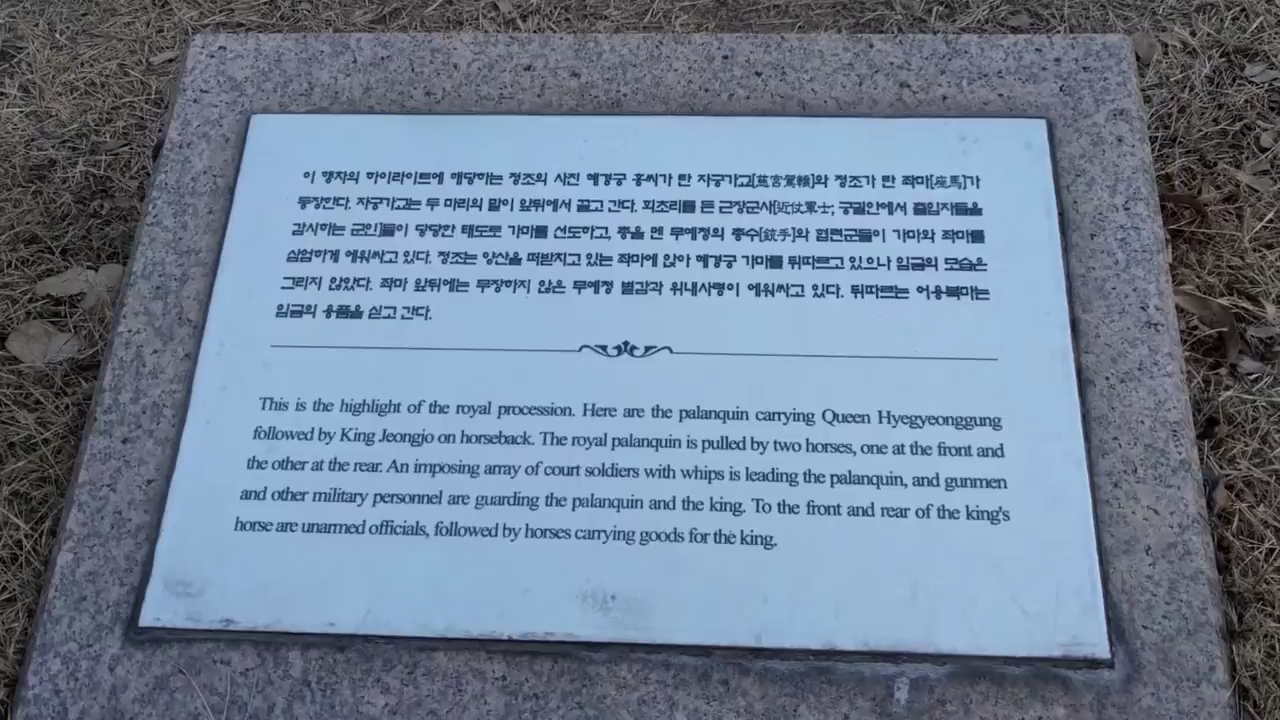 이 행차의 하이라이트에 해당하는 정조의 사친 혜경궁 홍씨가 탄 자궁가교[慈宮駕轎]와 정조가 탄 좌마[座馬]가
등장한다. 자궁가교는 두 마리의 말이 앞뒤에서 끌고 간다. 회초리를 든 근장군사[近仗軍士; 궁궐안에서 출입자들을
감시하는 군인]들이 당당한 태도로 가마를 선도하고, 총을 멘 무예청의 총수[銃手]와 협련군들이 가마와 좌마를
삼엄하게 에워싸고 있다. 정조는 양산을 떠받치고 있는 좌마에 앉아 혜경궁 가마를 뒤따르고 있으나 임금의 모습은
그리지 않았다. 좌마 앞뒤에는 무장하지 않은 무예청 별감과 위내사령이 에워싸고 있다. 뒤따르는 어용복마는
임금의 용품을 싣고 간다.
This is the highlight of the royal procession. Here are the palanquin carrying Queen Hyegyeonggung
followed by King Jeongjo on horseback. The royal palanquin is pulled by two horses, one at the front and
the other at the rear. An imposing array of court soldiers with whips is leading the palanquin, and gunmen
and other military personnel are guarding the palanquin and the king. To the front and rear of the king's
horse are unarmed officials, followed by horses carrying goods for the king.